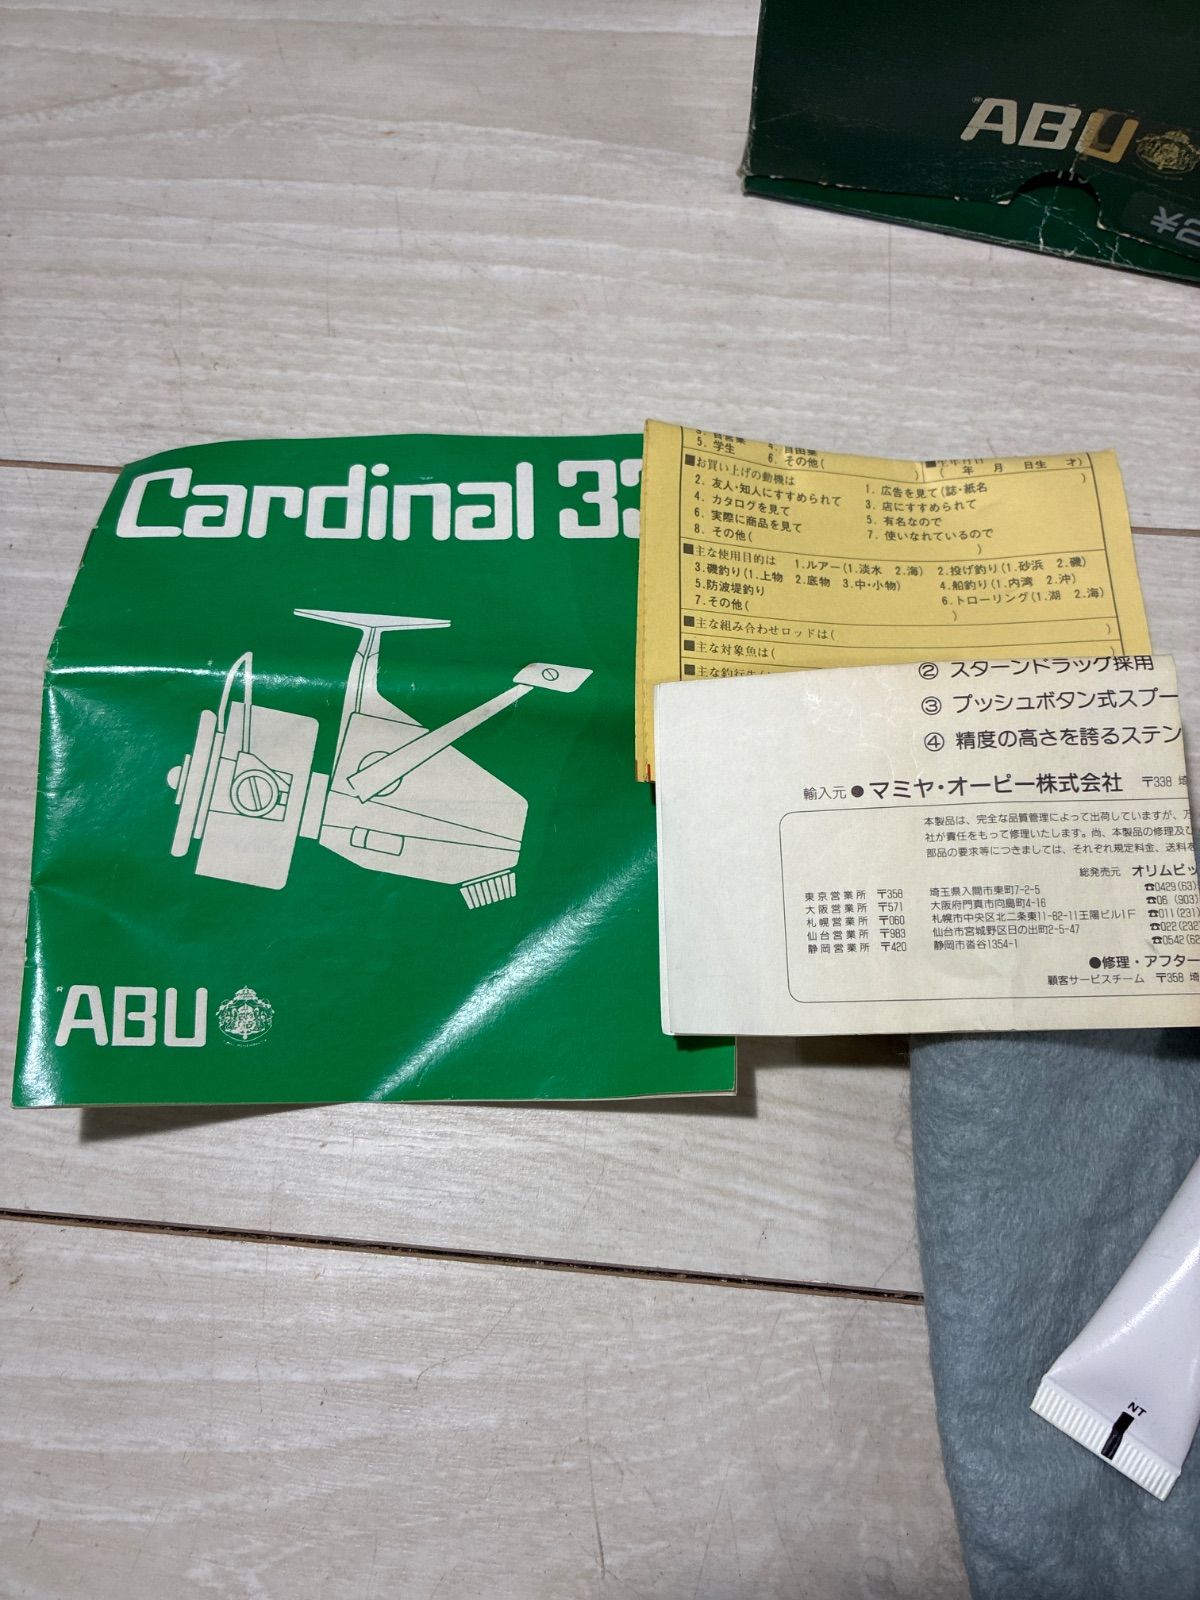 ®ABU
Cardinal 3
®ABU
5. 学生
6. その他(
)
■生年月日
( 年 月 日生 才)
■お買い上げの動機は
1. 広告を見て(誌・紙名
)
2. 友人・知人にすすめられて
3. 店にすすめられて
4. カタログを見て
5. 有名なので
6. 実際に商品を見て
7. 使いなれているので
8. その他(
)
■主な使用目的は 1.ルアー(1.淡水 2.海) 2.投げ釣り(1.砂浜 2.磯)
3.磯釣り(1.上物 2.底物 3.中・小物) 4.船釣り(1.内湾 2.沖)
5.防波堤釣り 6.トローリング(1.湖 2.海)
7.その他( )
■主な組み合わせロッドは( )
■主な対象魚は( )
② スターンドラッグ採用
③ プッシュボタン式スプー
④ 精度の高さを誇るステン
輸入元 ● マミヤ・オーピー株式会社 〒338 埼
本製品は、完全な品質管理によって出荷していますが、万
社が責任をもって修理いたします。尚、本製品の修理及び
部品の要求等につきましては、それぞれ規定料金、送料を
総発売元 オリムピッ
東京営業所 〒358 埼玉県入間市東町7-2-5 ☎0429(63)
大阪営業所 〒571 大阪府門真市向島町4-16 ☎06 (903)
札幌営業所 〒060 札幌市中央区北二条東11-82-11王陽ビル1F ☎011(231)
仙台営業所 〒983 仙台市宮城野区日の出町2-5-47 ☎022(232)
静岡営業所 〒420 静岡市沓谷1354-1 ☎0542(62)
●修理・アフター
顧客サービスチーム 〒358 埼
NT